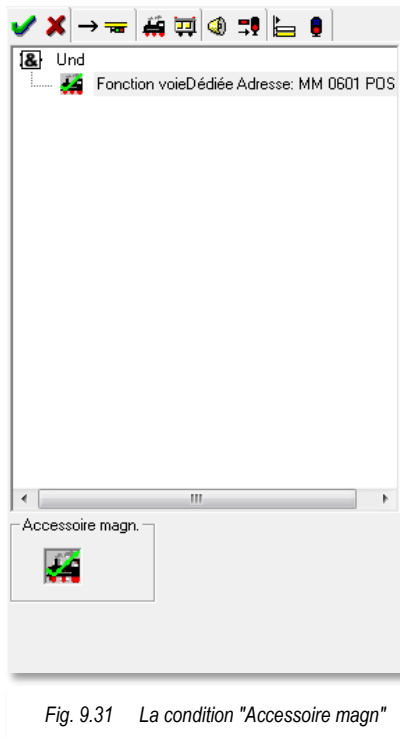 & Und
Fonction voieDédiée Adresse: MM 0601 POS
Accessoire magn.
Fig. 9.31 La condition "Accessoire magn"